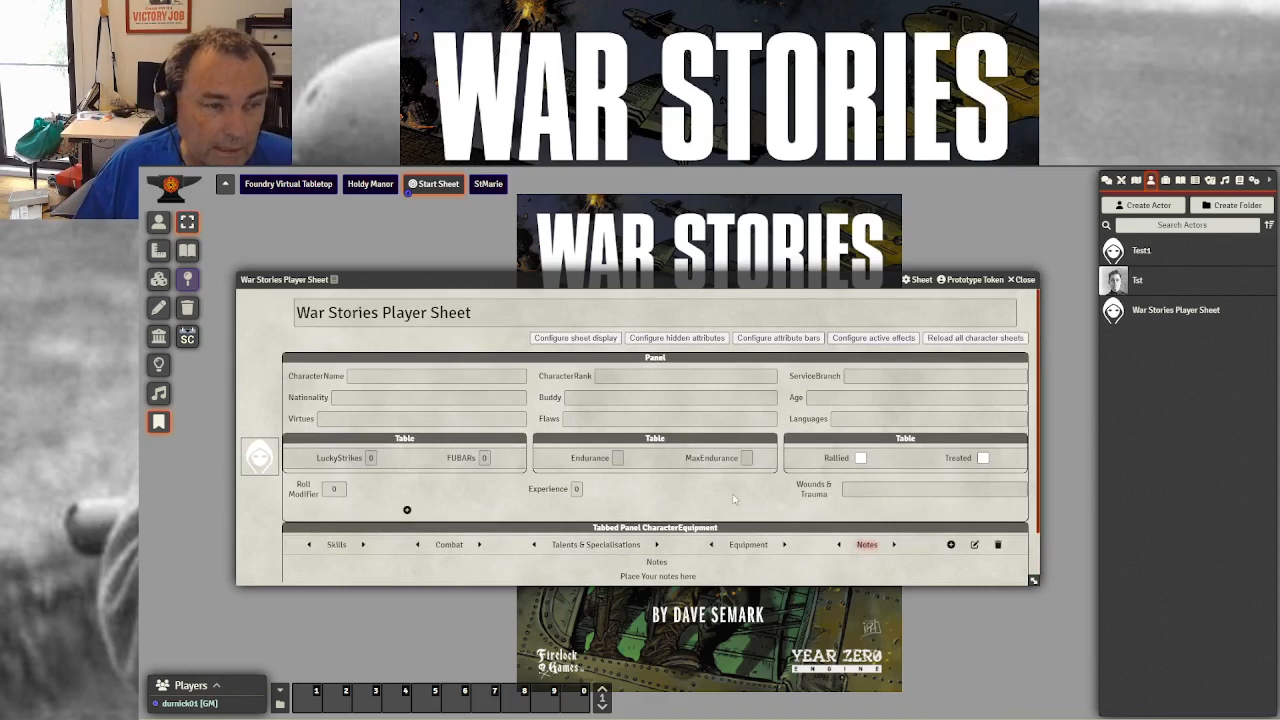 VICTORY JOB
WAR STORIES
Foundry Virtual Tabletop
Holdy Manor
Start Sheet
StMarie
Create Actor
Create Folder
Search Actors
Test1
Tst
War Stories Player Sheet
SC
WAR STORIES
War Stories Player Sheet
Sheet
Prototype Token
Close
War Stories Player Sheet
Configure sheet display
Configure hidden attributes
Configure attribute bars
Configure active effects
Reload all character sheets
Panel
CharacterName
CharacterRank
ServiceBranch
Nationality
Buddy
Age
Virtues
Flaws
Languages
Table
Table
Table
LuckyStrikes 0
FUBARs 0
Endurance
MaxEndurance
Rallied
Treated
Roll
Modifier 0
Experience 0
Wounds &
Trauma
Tabbed Panel CharacterEquipment
Skills
Combat
Talents & Specialisations
Equipment
Notes
Notes
Place Your notes here
BY DAVE SEMARK
Firelock
Games
YEAR ZERO
ENGINE
Players
durnick01 [GM]
1 2 3 4 5 6 7 8 9 0
1